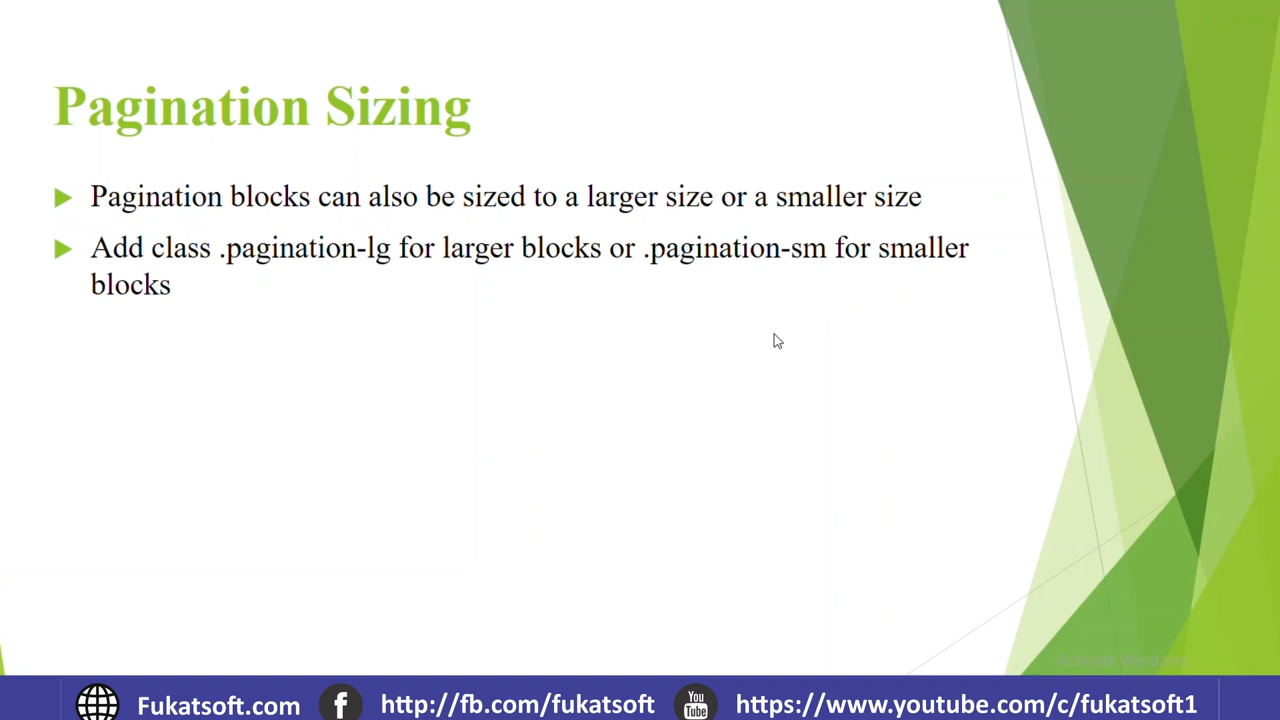 Pagination Sizing
Pagination blocks can also be sized to a larger size or a smaller size
Add class .pagination-lg for larger blocks or .pagination-sm for smaller
blocks
Activate Windows
Fukatsoft.com http://fb.com/fukatsoft You Tube https://www.youtube.com/c/fukatsoft1